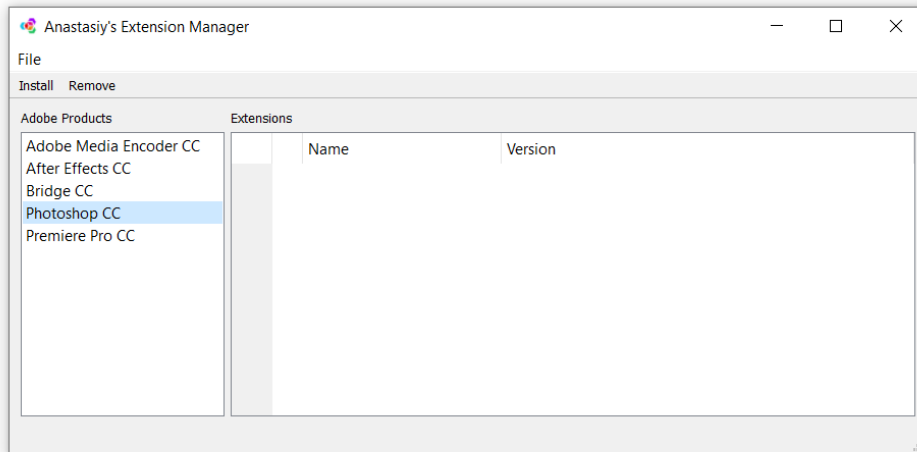 Anastasiy's Extension Manager
File
Install Remove
Adobe Products
Extensions
Adobe Media Encoder CC
After Effects CC
Bridge CC
Photoshop CC
Premiere Pro CC
Name Version